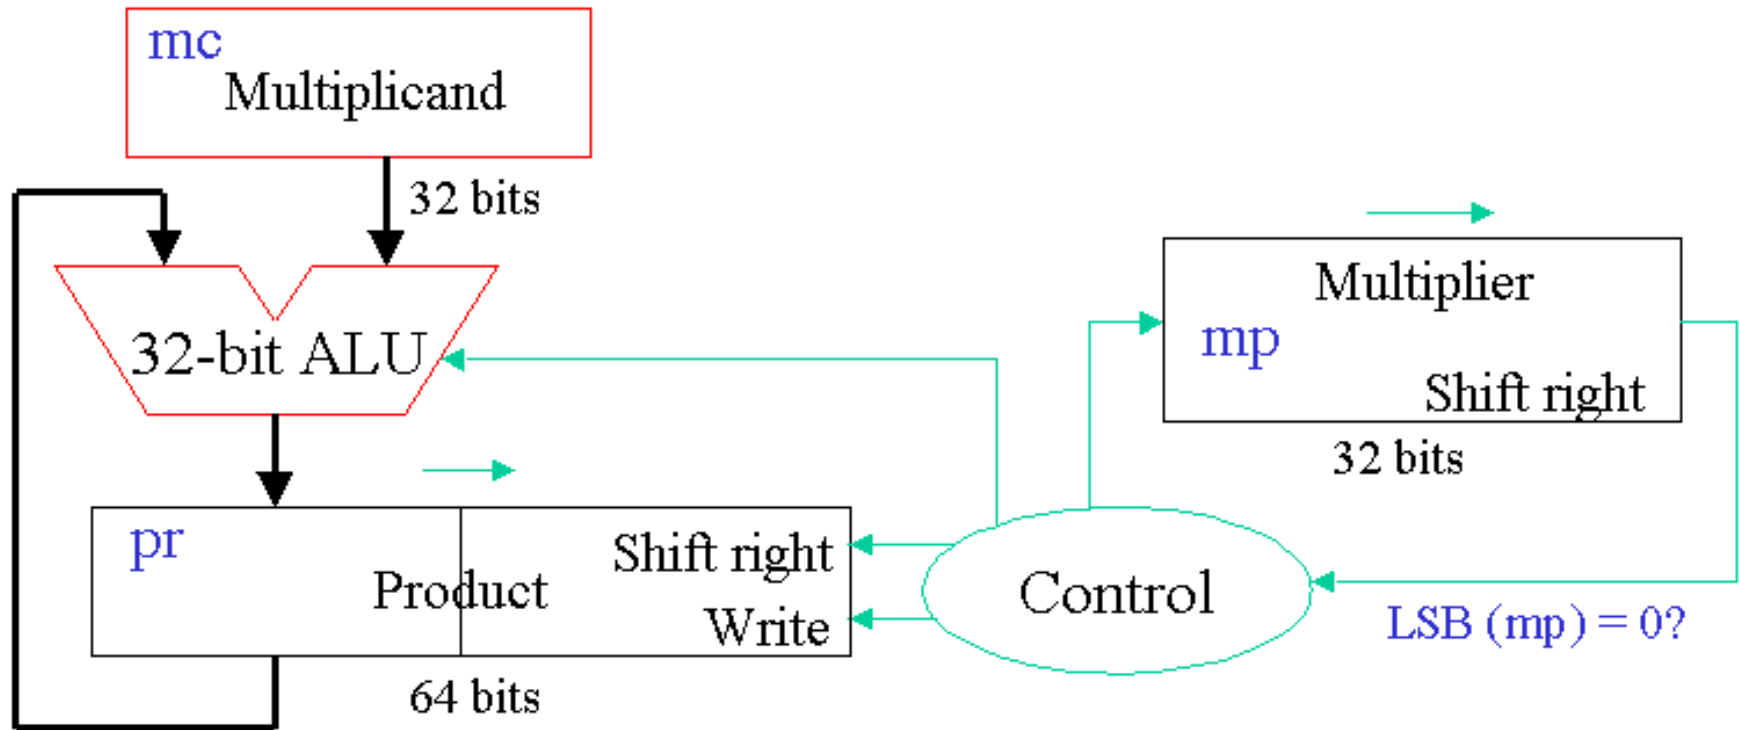 mc
Multiplicand
32 bits
32-bit ALU
Multiplier
mp
Shift right
32 bits
pr
Shift right
Product
Write
64 bits
Control
LSB (mp) = 0?